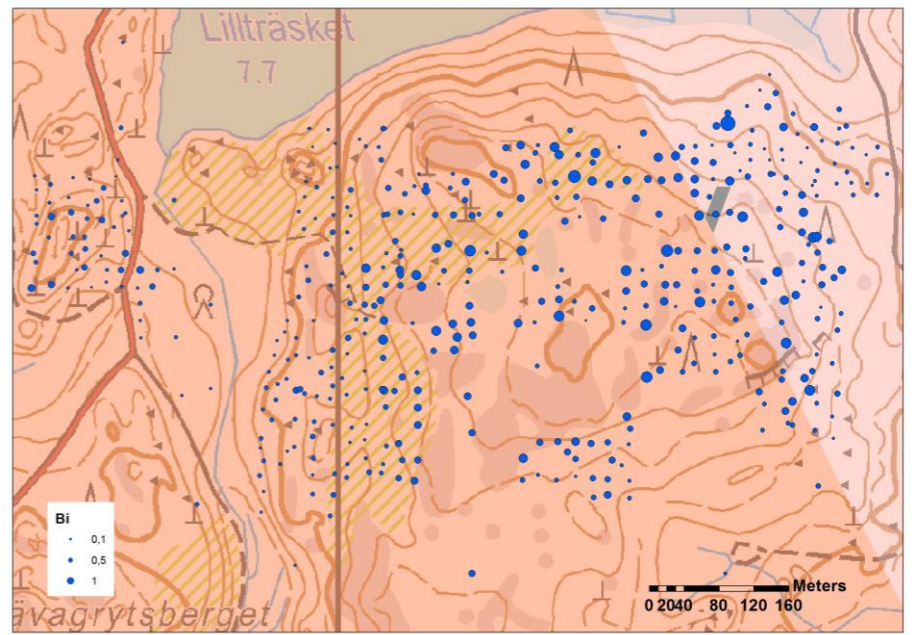 Lillträsket
7.7
Bi
0,1
0,5
1
ävagrytsberget
Meters
0 2040 80 120 160